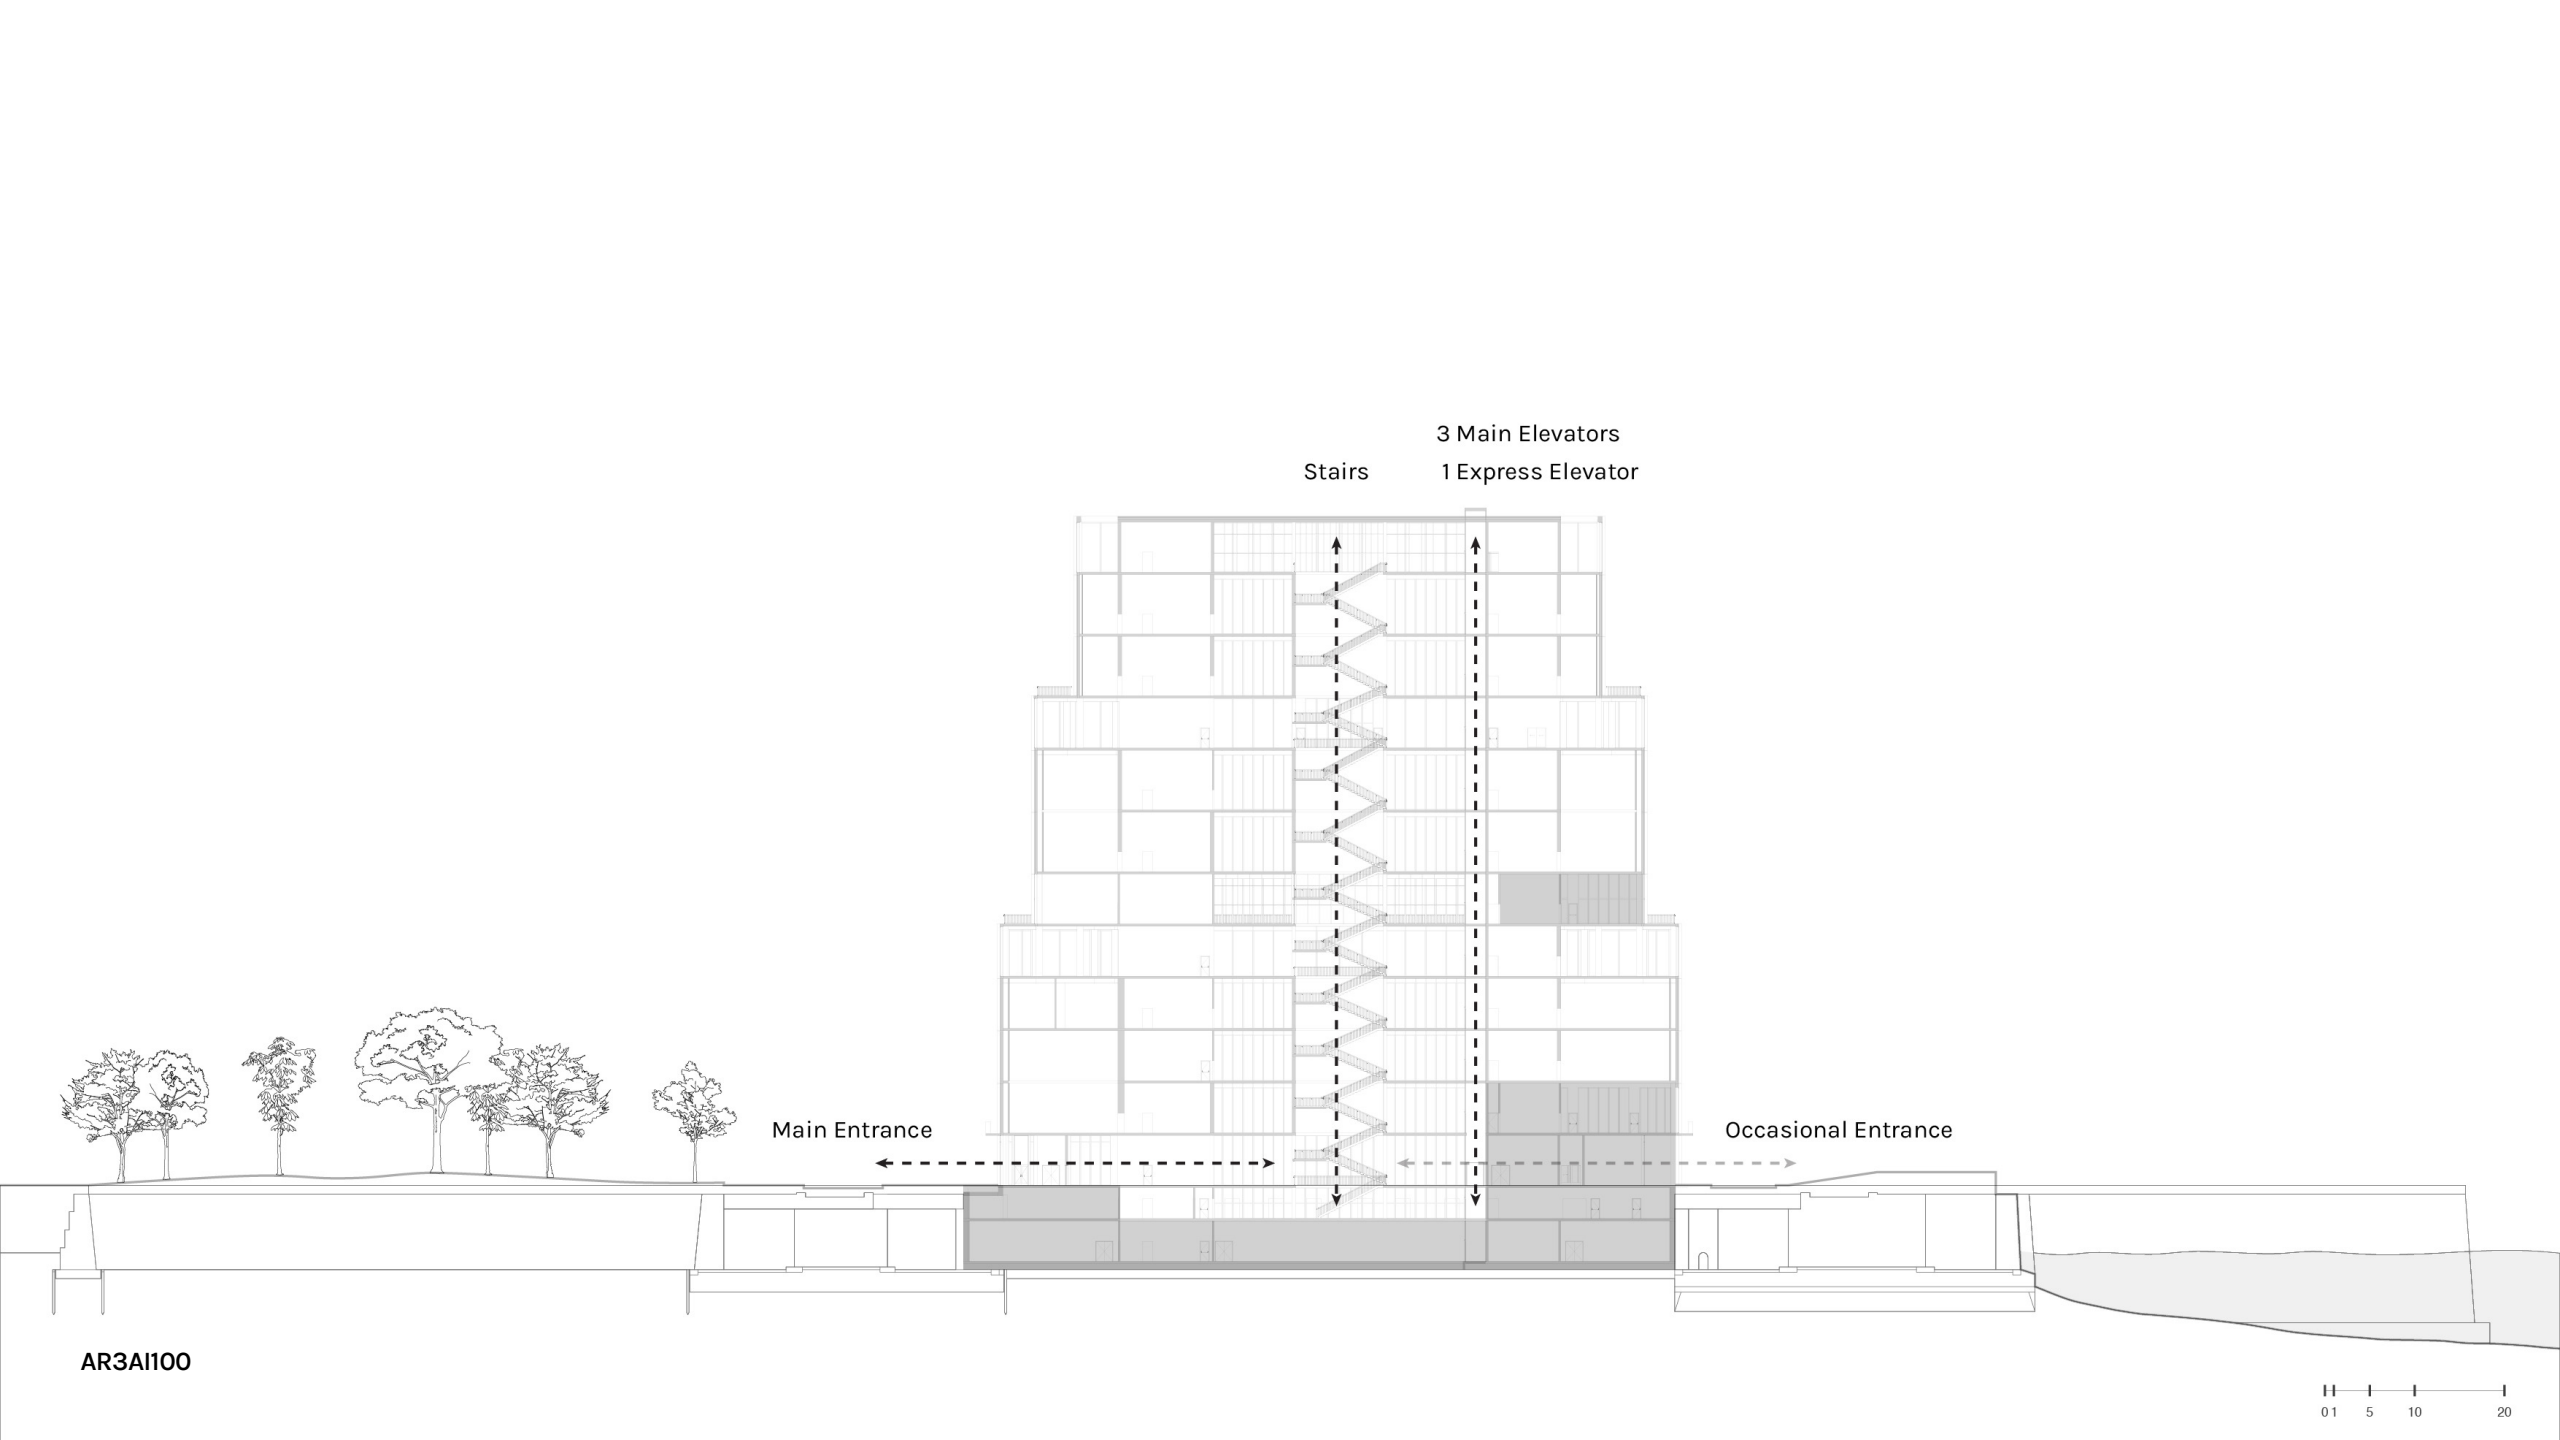 3 Main Elevators
Stairs
1 Express Elevator
Main Entrance
Occasional Entrance
AR3AI100
0 1 5 10 20